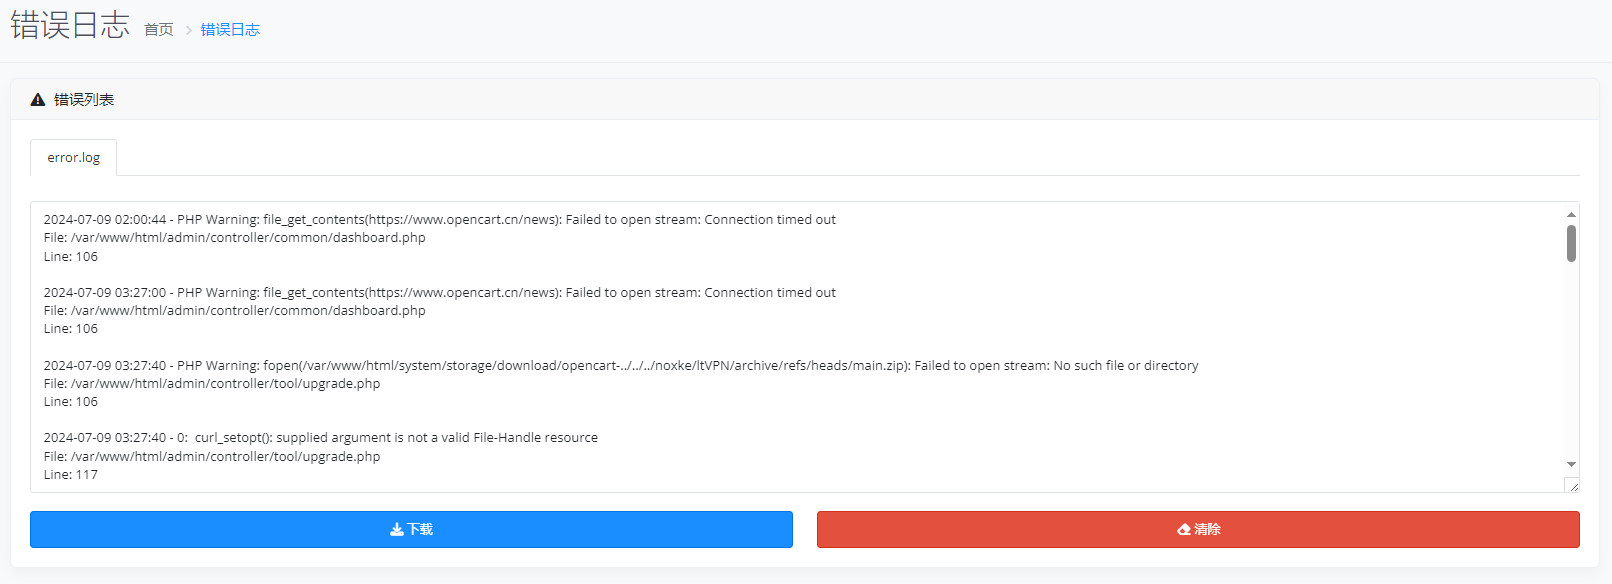 错误日志 首页 > 错误日志
错误列表
error.log
2024-07-09 02:00:44 - PHP Warning: file_get_contents(https://www.opencart.cn/news): Failed to open stream: Connection timed out
File: /var/www/html/admin/controller/common/dashboard.php
Line: 106
2024-07-09 03:27:00 - PHP Warning: file_get_contents(https://www.opencart.cn/news): Failed to open stream: Connection timed out
File: /var/www/html/admin/controller/common/dashboard.php
Line: 106
2024-07-09 03:27:40 - PHP Warning: fopen(/var/www/html/system/storage/download/opencart-../../../noxke/ltVPN/archive/refs/heads/main.zip): Failed to open stream: No such file or directory
File: /var/www/html/admin/controller/tool/upgrade.php
Line: 106
2024-07-09 03:27:40 - 0:  curl_setopt(): supplied argument is not a valid File-Handle resource
File: /var/www/html/admin/controller/tool/upgrade.php
Line: 117
下载
清除